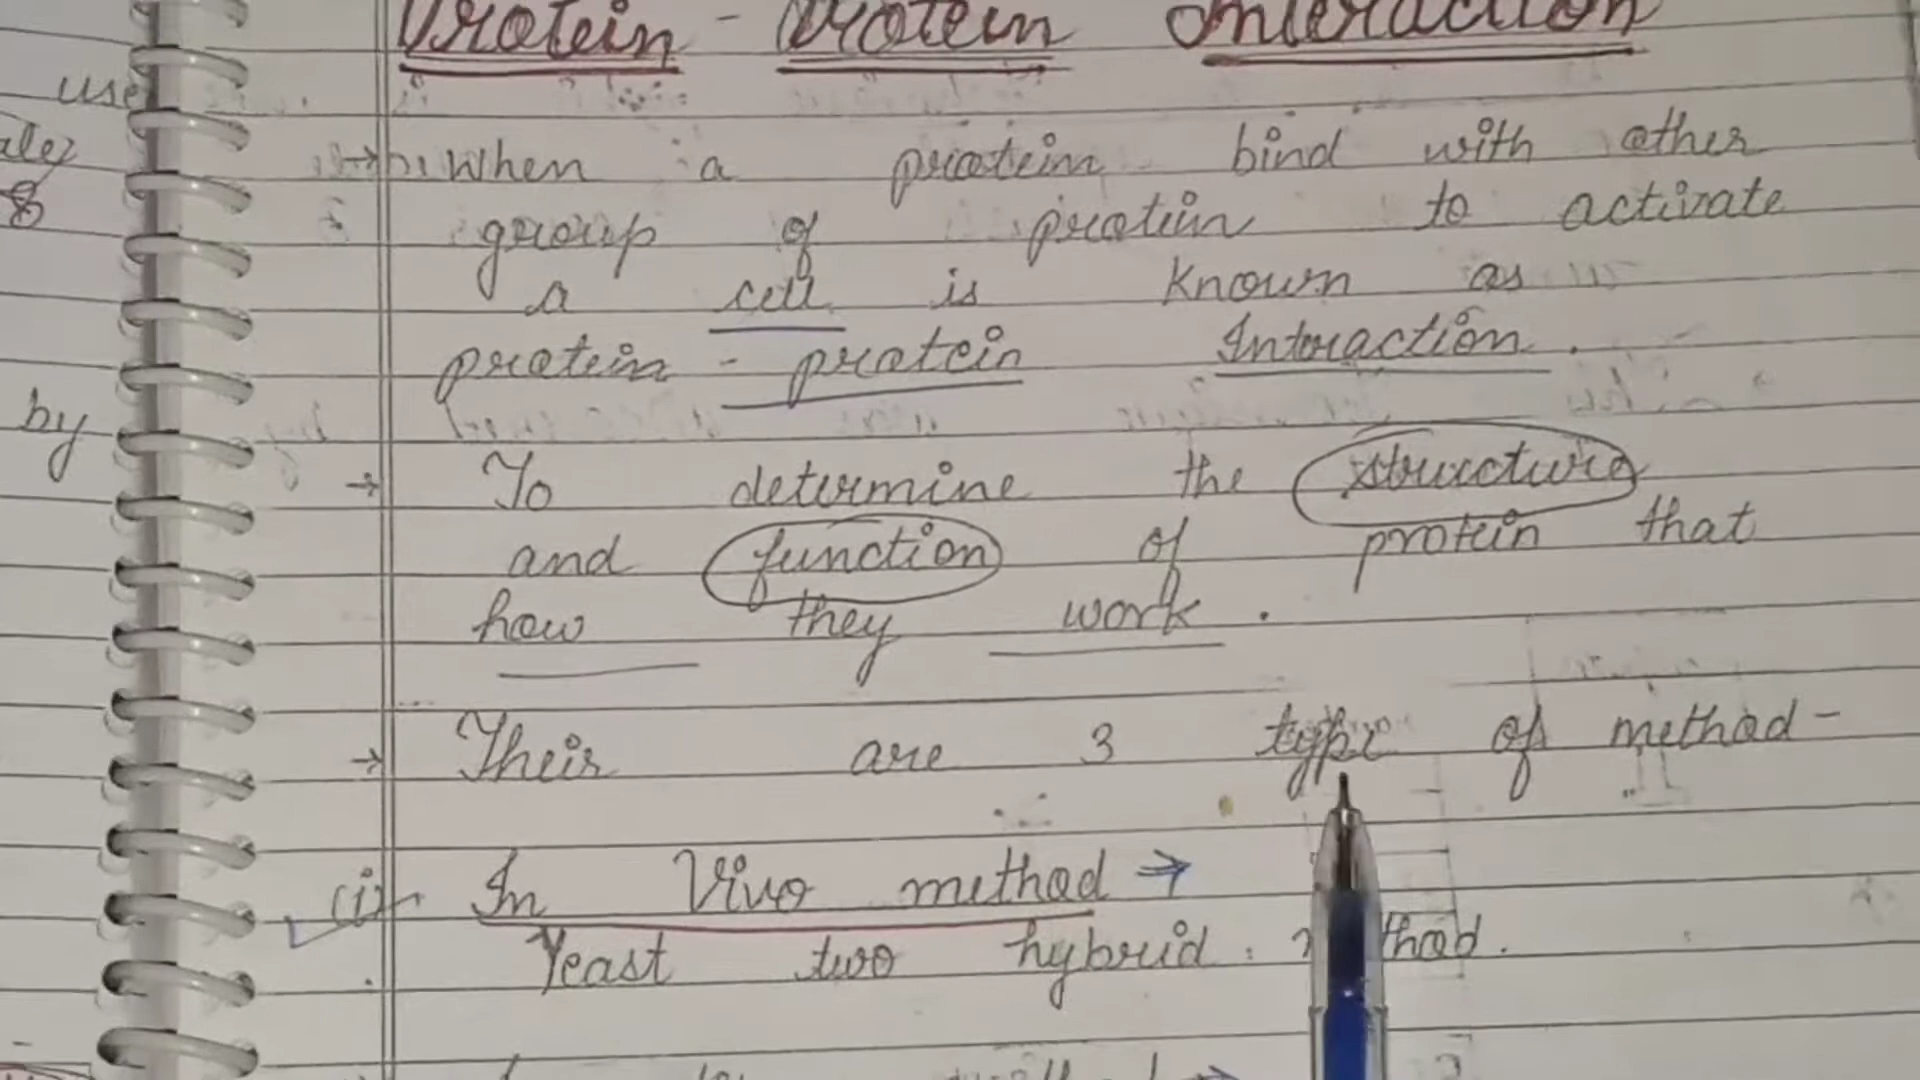 Protein - Protein Interaction
use
→ When a protein bind with other
group of protein to activate
a cell is known as
protein - protein Interaction.
by
→ To determine the structure
and function of protein that
how they work.
→ Their are 3 type of method -
(i) In Vivo method →
Yeast two hybrid